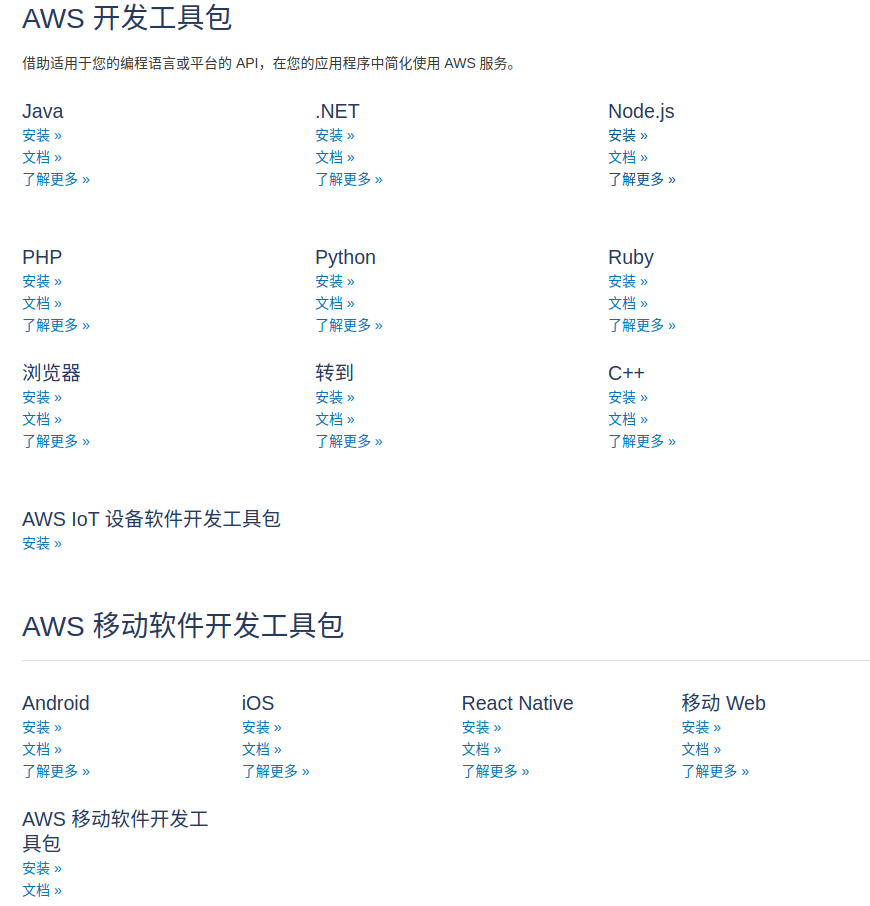 AWS 开发工具包
借助适用于您的编程语言或平台的 API，在您的应用程序中简化使用 AWS 服务。
Java
安装 »
文档 »
了解更多 »
.NET
安装 »
文档 »
了解更多 »
Node.js
安装 »
文档 »
了解更多 »
PHP
安装 »
文档 »
了解更多 »
Python
安装 »
文档 »
了解更多 »
Ruby
安装 »
文档 »
了解更多 »
浏览器
安装 »
文档 »
了解更多 »
转到
安装 »
文档 »
了解更多 »
C++
安装 »
文档 »
了解更多 »
AWS IoT 设备软件开发工具包
安装 »
AWS 移动软件开发工具包
Android
安装 »
文档 »
了解更多 »
iOS
安装 »
文档 »
了解更多 »
React Native
安装 »
文档 »
了解更多 »
移动 Web
安装 »
文档 »
了解更多 »
AWS 移动软件开发工
具包
安装 »
文档 »